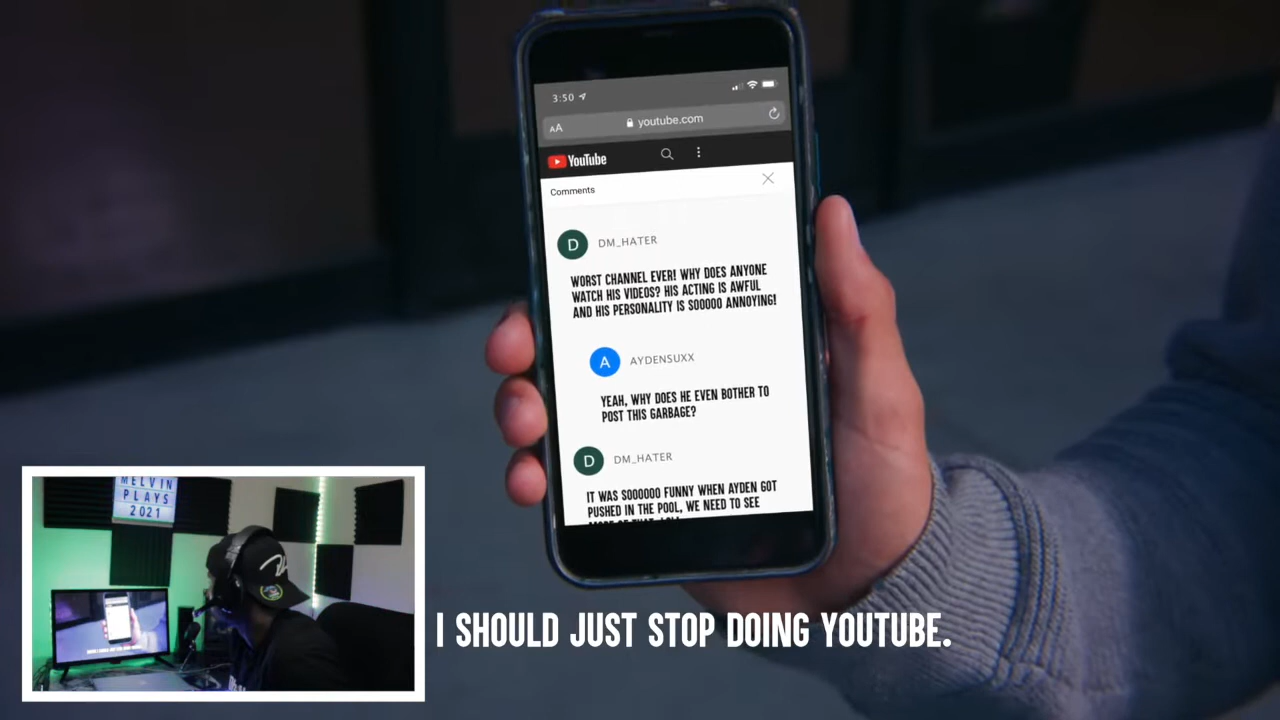 3:50
AA youtube.com
YouTube
Comments
D DM_HATER
WORST CHANNEL EVER! WHY DOES ANYONE
WATCH HIS VIDEOS? HIS ACTING IS AWFUL
AND HIS PERSONALITY IS SOOOOO ANNOYING!
A AYDENSUXX
YEAH, WHY DOES HE EVEN BOTHER TO
POST THIS GARBAGE?
D DM_HATER
IT WAS SOOOOOO FUNNY WHEN AYDEN GOT
PUSHED IN THE POOL, WE NEED TO SEE
MELVIN
PLAYS
2021
I SHOULD JUST STOP DOING YOUTUBE.